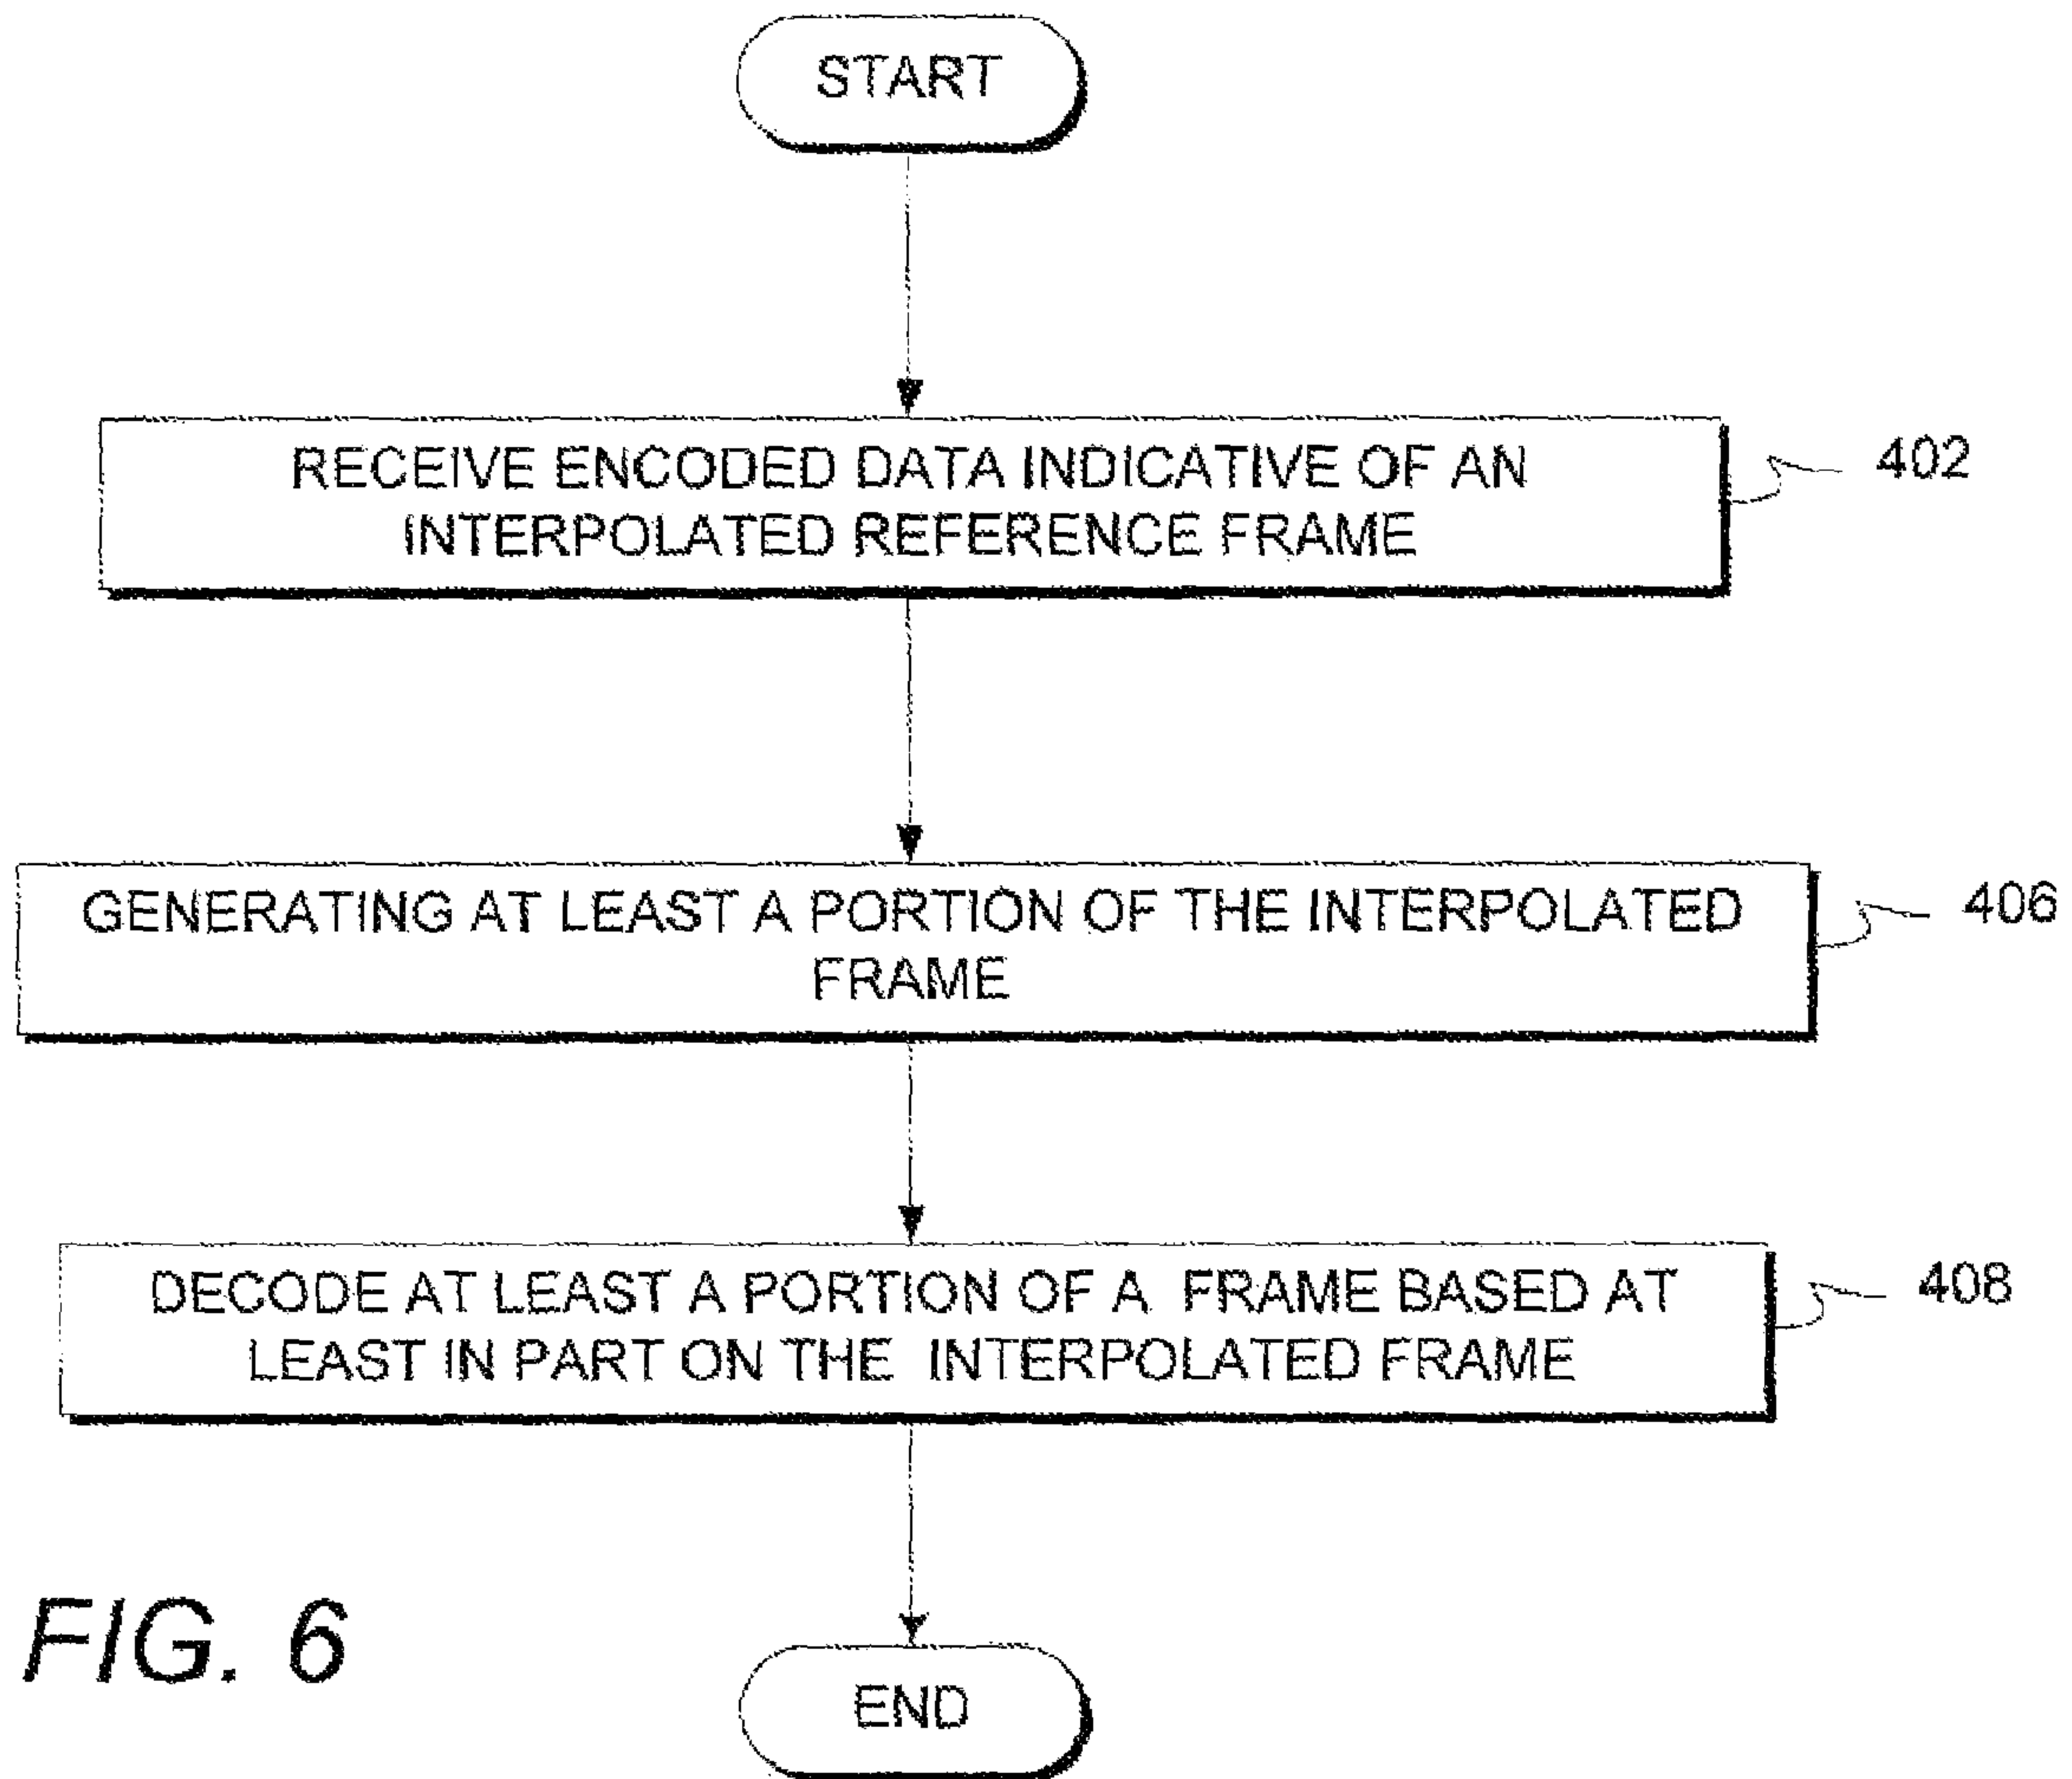 START
RECEIVE ENCODED DATA INDICATIVE OF AN
INTERPOLATED REFERENCE FRAME
402
GENERATING AT LEAST A PORTION OF THE INTERPOLATED
FRAME
406
DECODE AT LEAST A PORTION OF A FRAME BASED AT
LEAST IN PART ON THE INTERPOLATED FRAME
408
FIG. 6
END